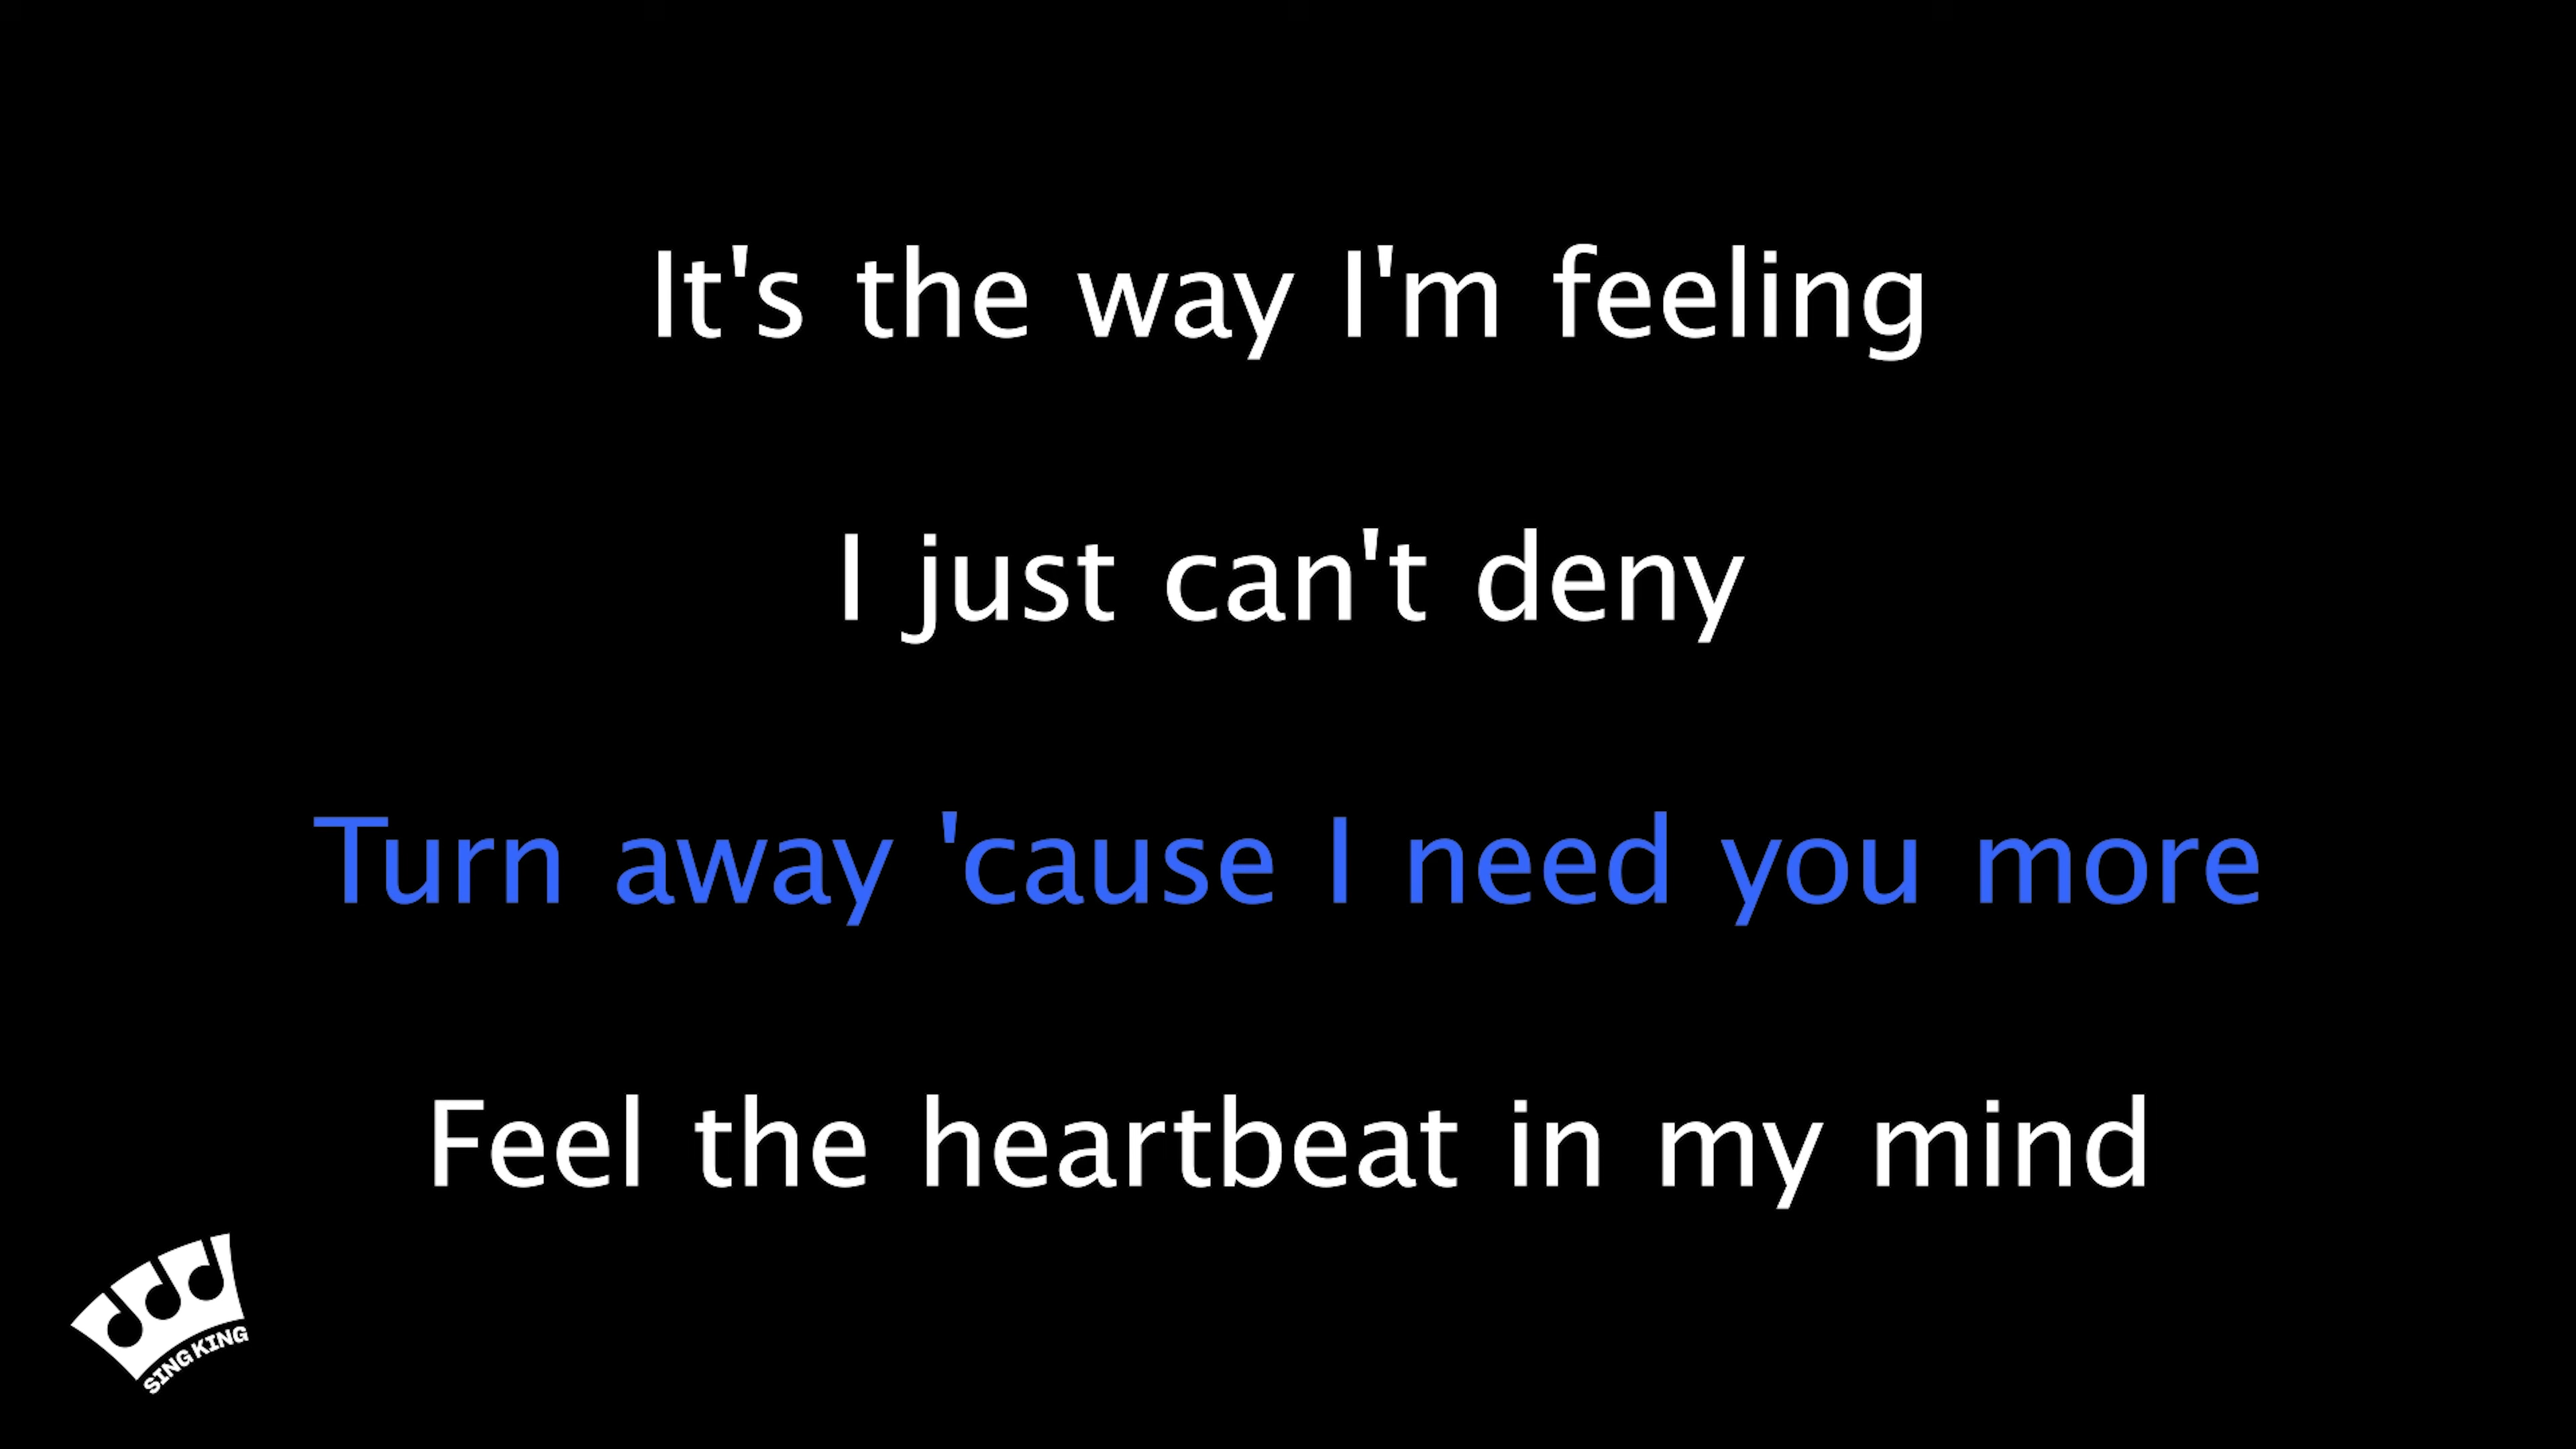 It's the way I'm feeling
I just can't deny
Turn away 'cause I need you more
Feel the heartbeat in my mind
SING KING